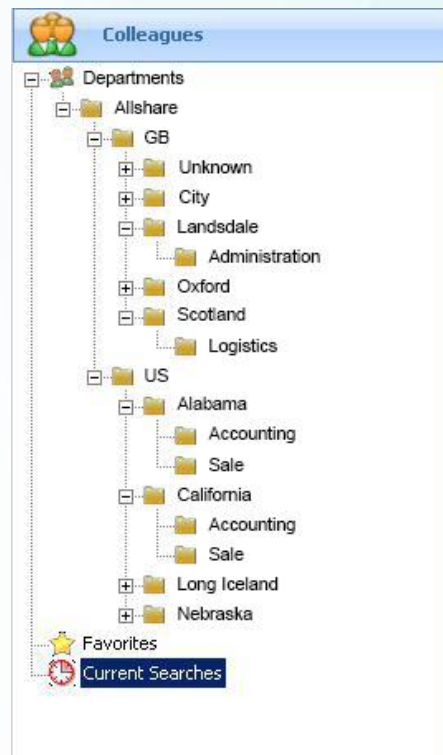 Colleagues
Departments
Allshare
GB
Unknown
City
Landsdale
Administration
Oxford
Scotland
Logistics
US
Alabama
Accounting
Sale
California
Accounting
Sale
Long Iceland
Nebraska
Favorites
Current Searches